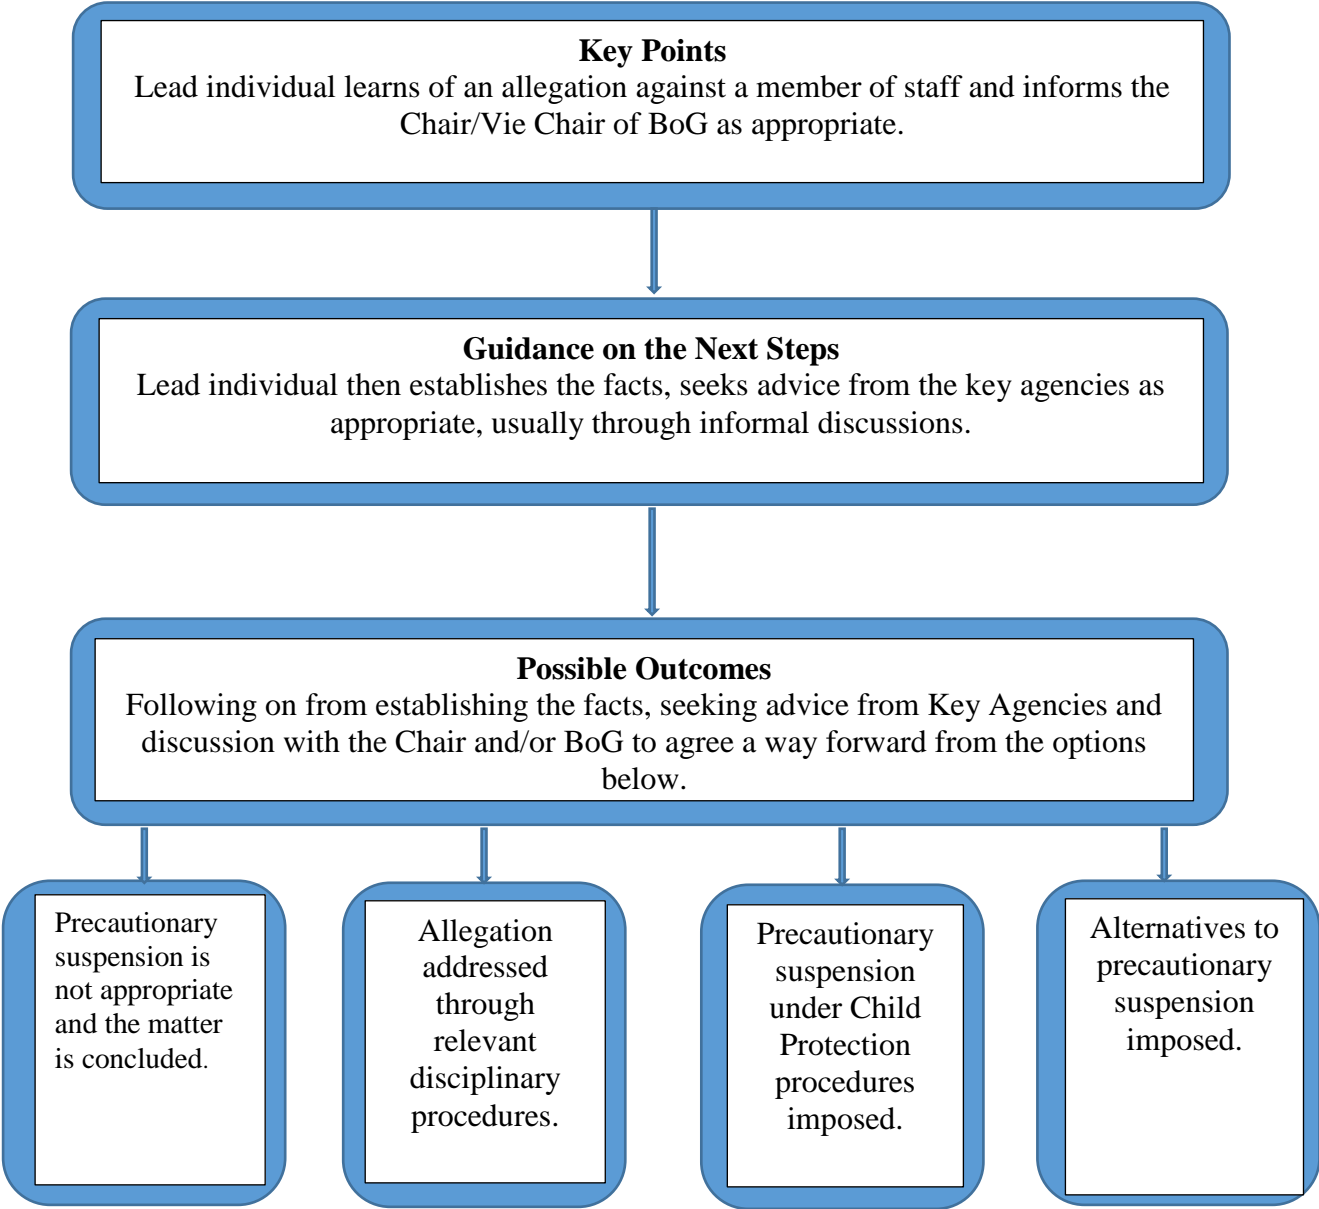 Key Points
Lead individual learns of an allegation against a member of staff and informs the
Chair/Vie Chair of BoG as appropriate.
Guidance on the Next Steps
Lead individual then establishes the facts, seeks advice from the key agencies as
appropriate, usually through informal discussions.
Possible Outcomes
Following on from establishing the facts, seeking advice from Key Agencies and
discussion with the Chair and/or BoG to agree a way forward from the options
below.
Precautionary
suspension is
not appropriate
and the matter
is concluded.
Allegation
addressed
through
relevant
disciplinary
procedures.
Precautionary
suspension
under Child
Protection
procedures
imposed.
Alternatives to
precautionary
suspension
imposed.